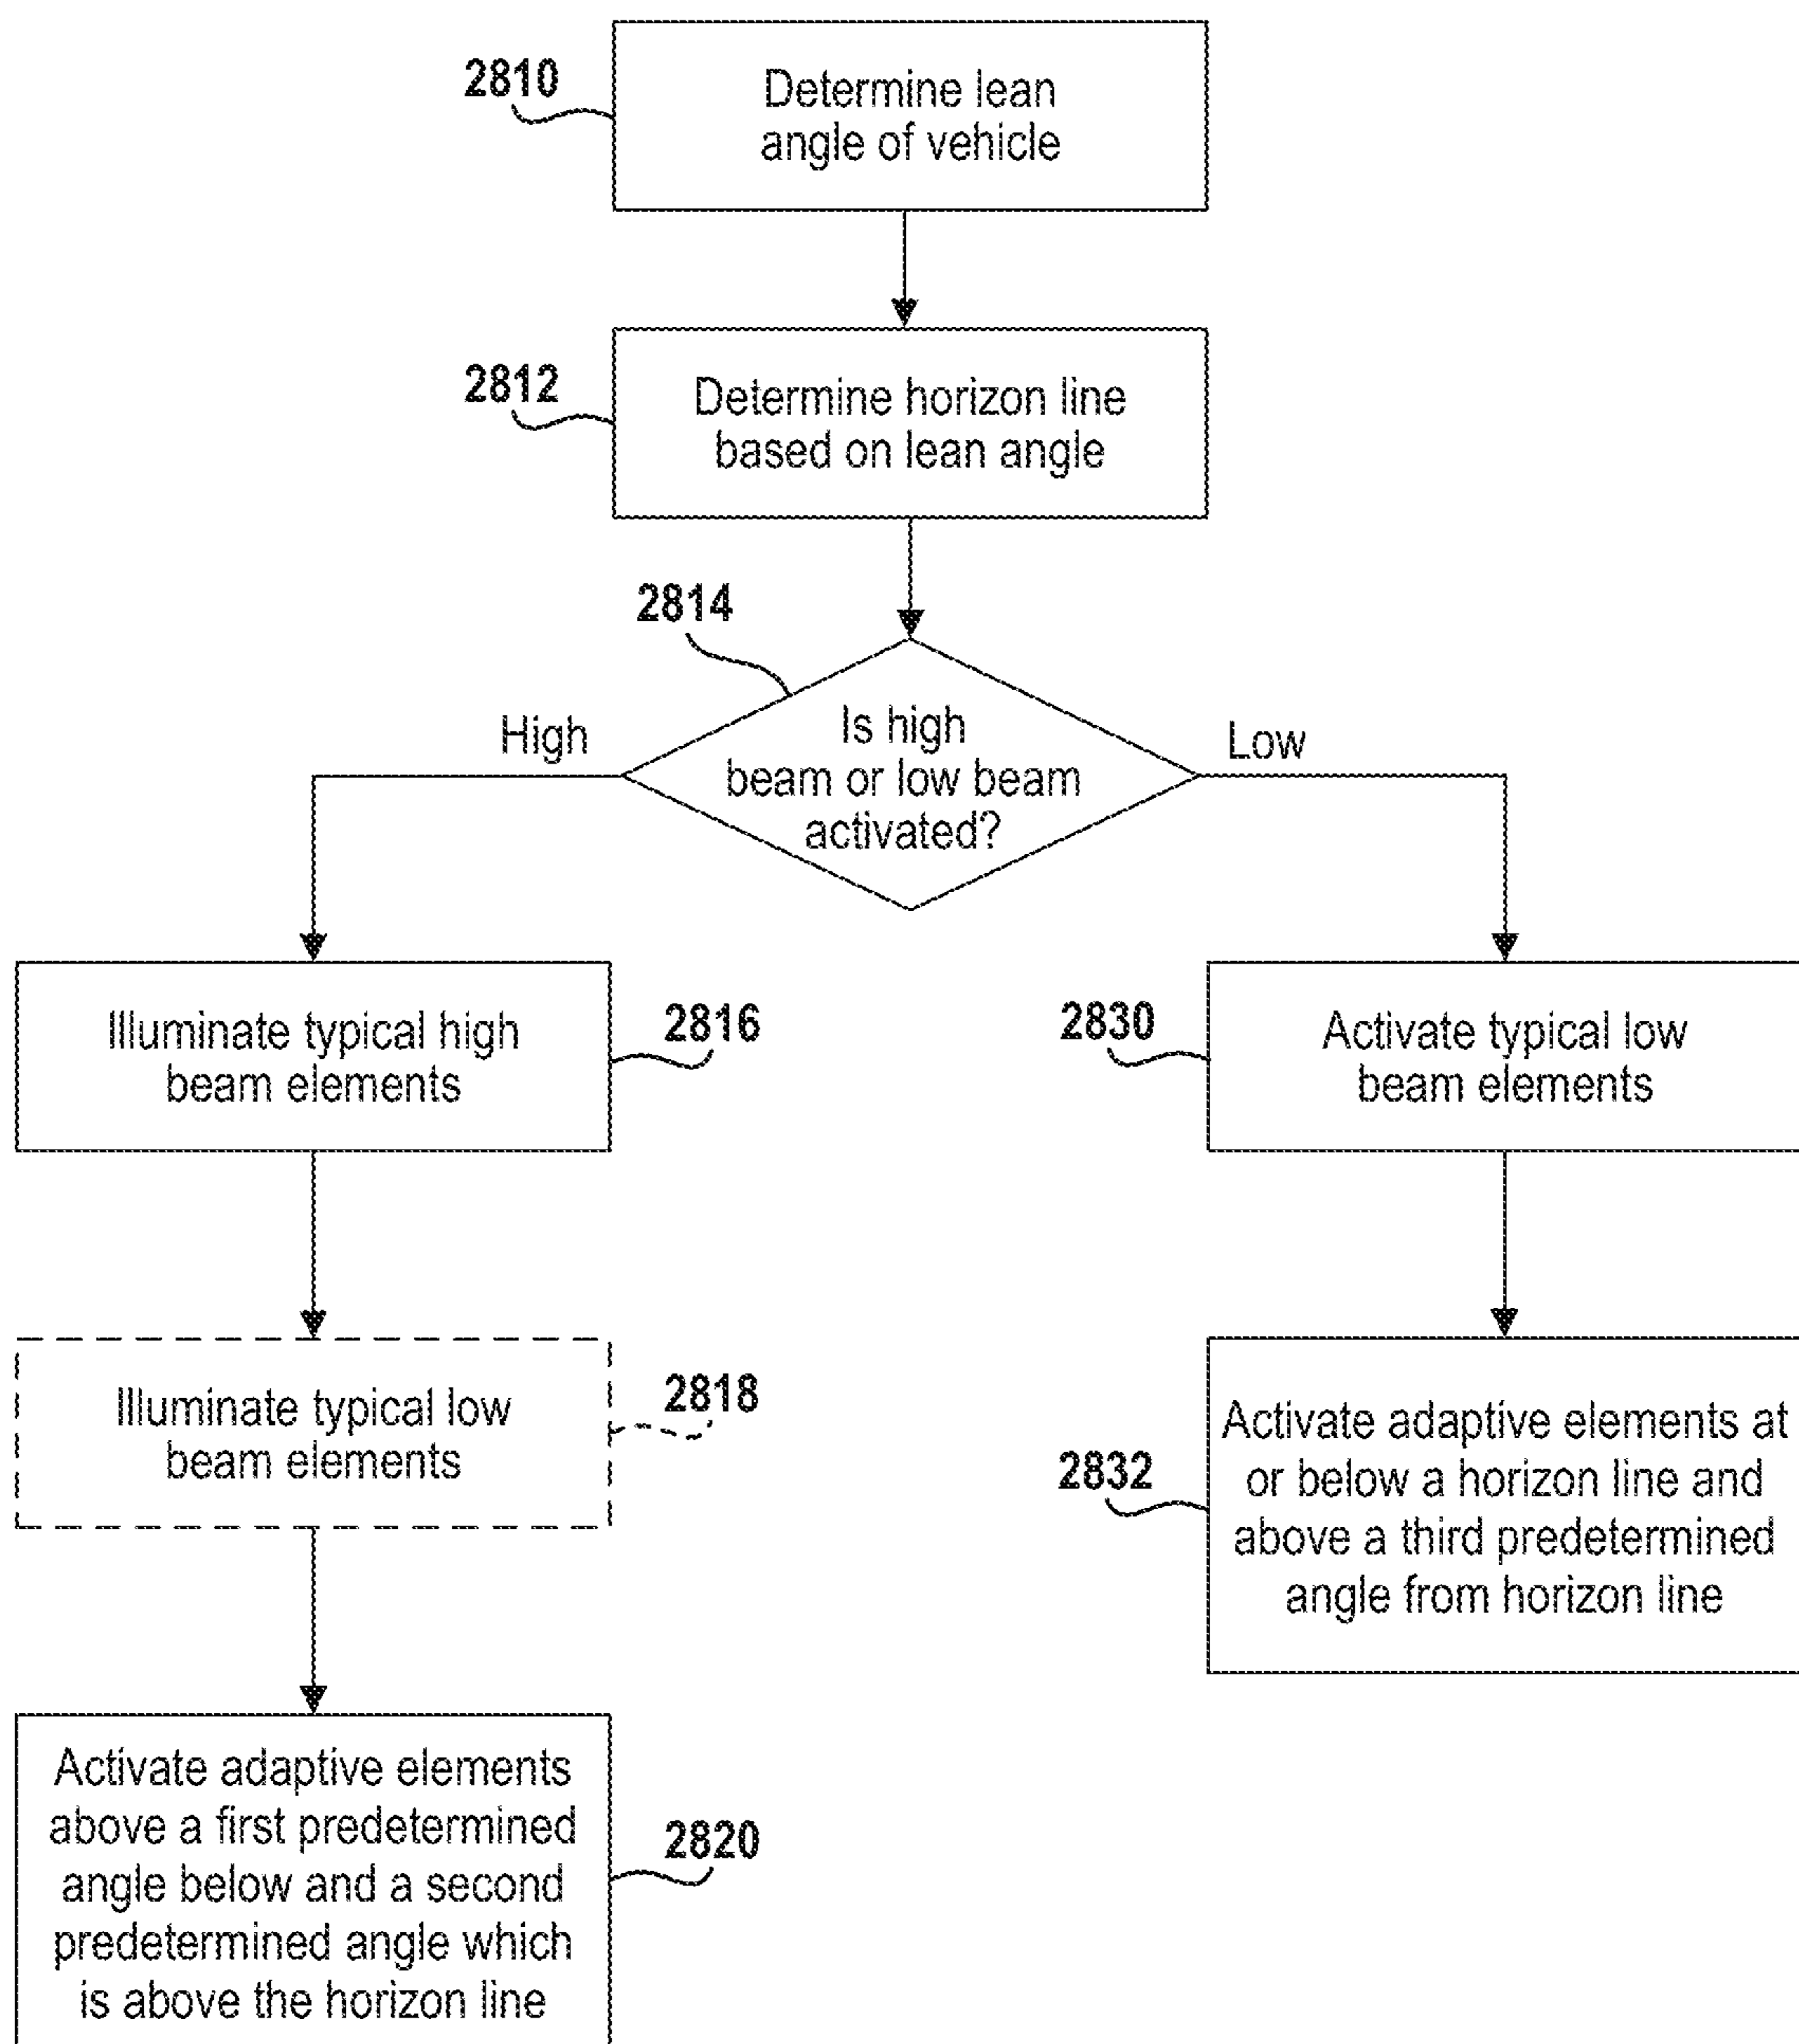 2810
Determine lean
angle of vehicle
2812
Determine horizon line
based on lean angle
2814
High
Is high
beam or low beam
activated?
Low
Illuminate typical high
beam elements
2816
2830
Activate typical low
beam elements
Illuminate typical low
beam elements
2818
2832
Activate adaptive elements at
or below a horizon line and
above a third predetermined
angle from horizon line
Activate adaptive elements
above a first predetermined
angle below and a second
predetermined angle which
is above the horizon line
2820